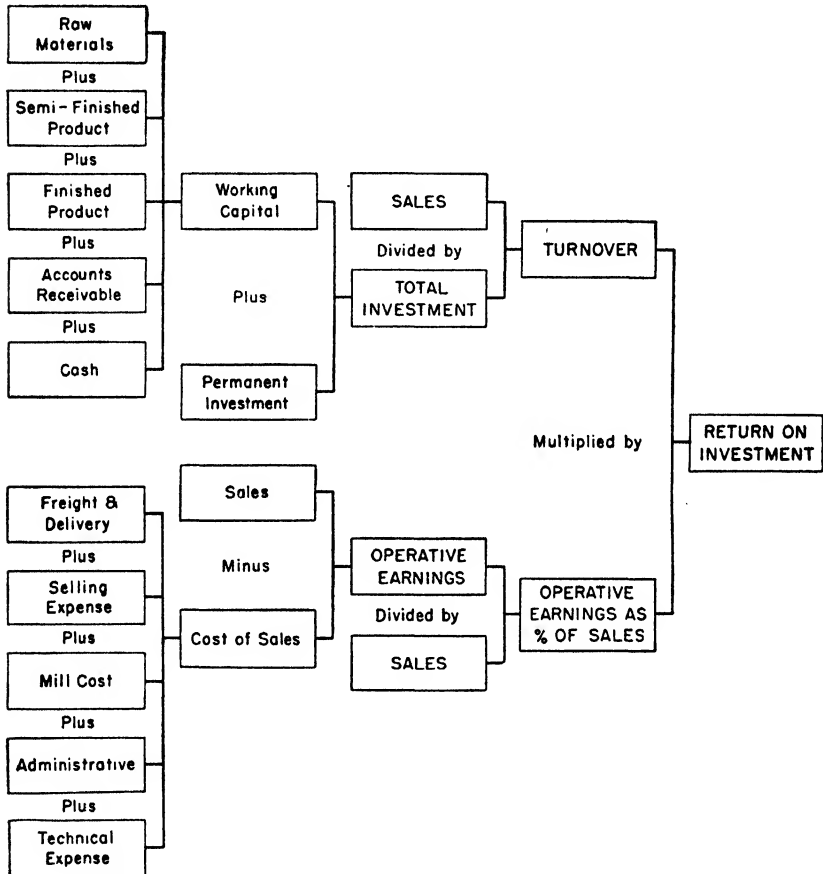 Raw
Materials
Plus
Semi-Finished
Product
Plus
Finished
Product
Plus
Accounts
Receivable
Plus
Cash
Working
Capital
Plus
Permanent
Investment
SALES
Divided by
TOTAL
INVESTMENT
TURNOVER
Multiplied by
RETURN ON
INVESTMENT
Freight &
Delivery
Plus
Selling
Expense
Plus
Mill Cost
Plus
Administrative
Plus
Technical
Expense
Sales
Minus
Cost of Sales
OPERATIVE
EARNINGS
Divided by
SALES
OPERATIVE
EARNINGS AS
% OF SALES